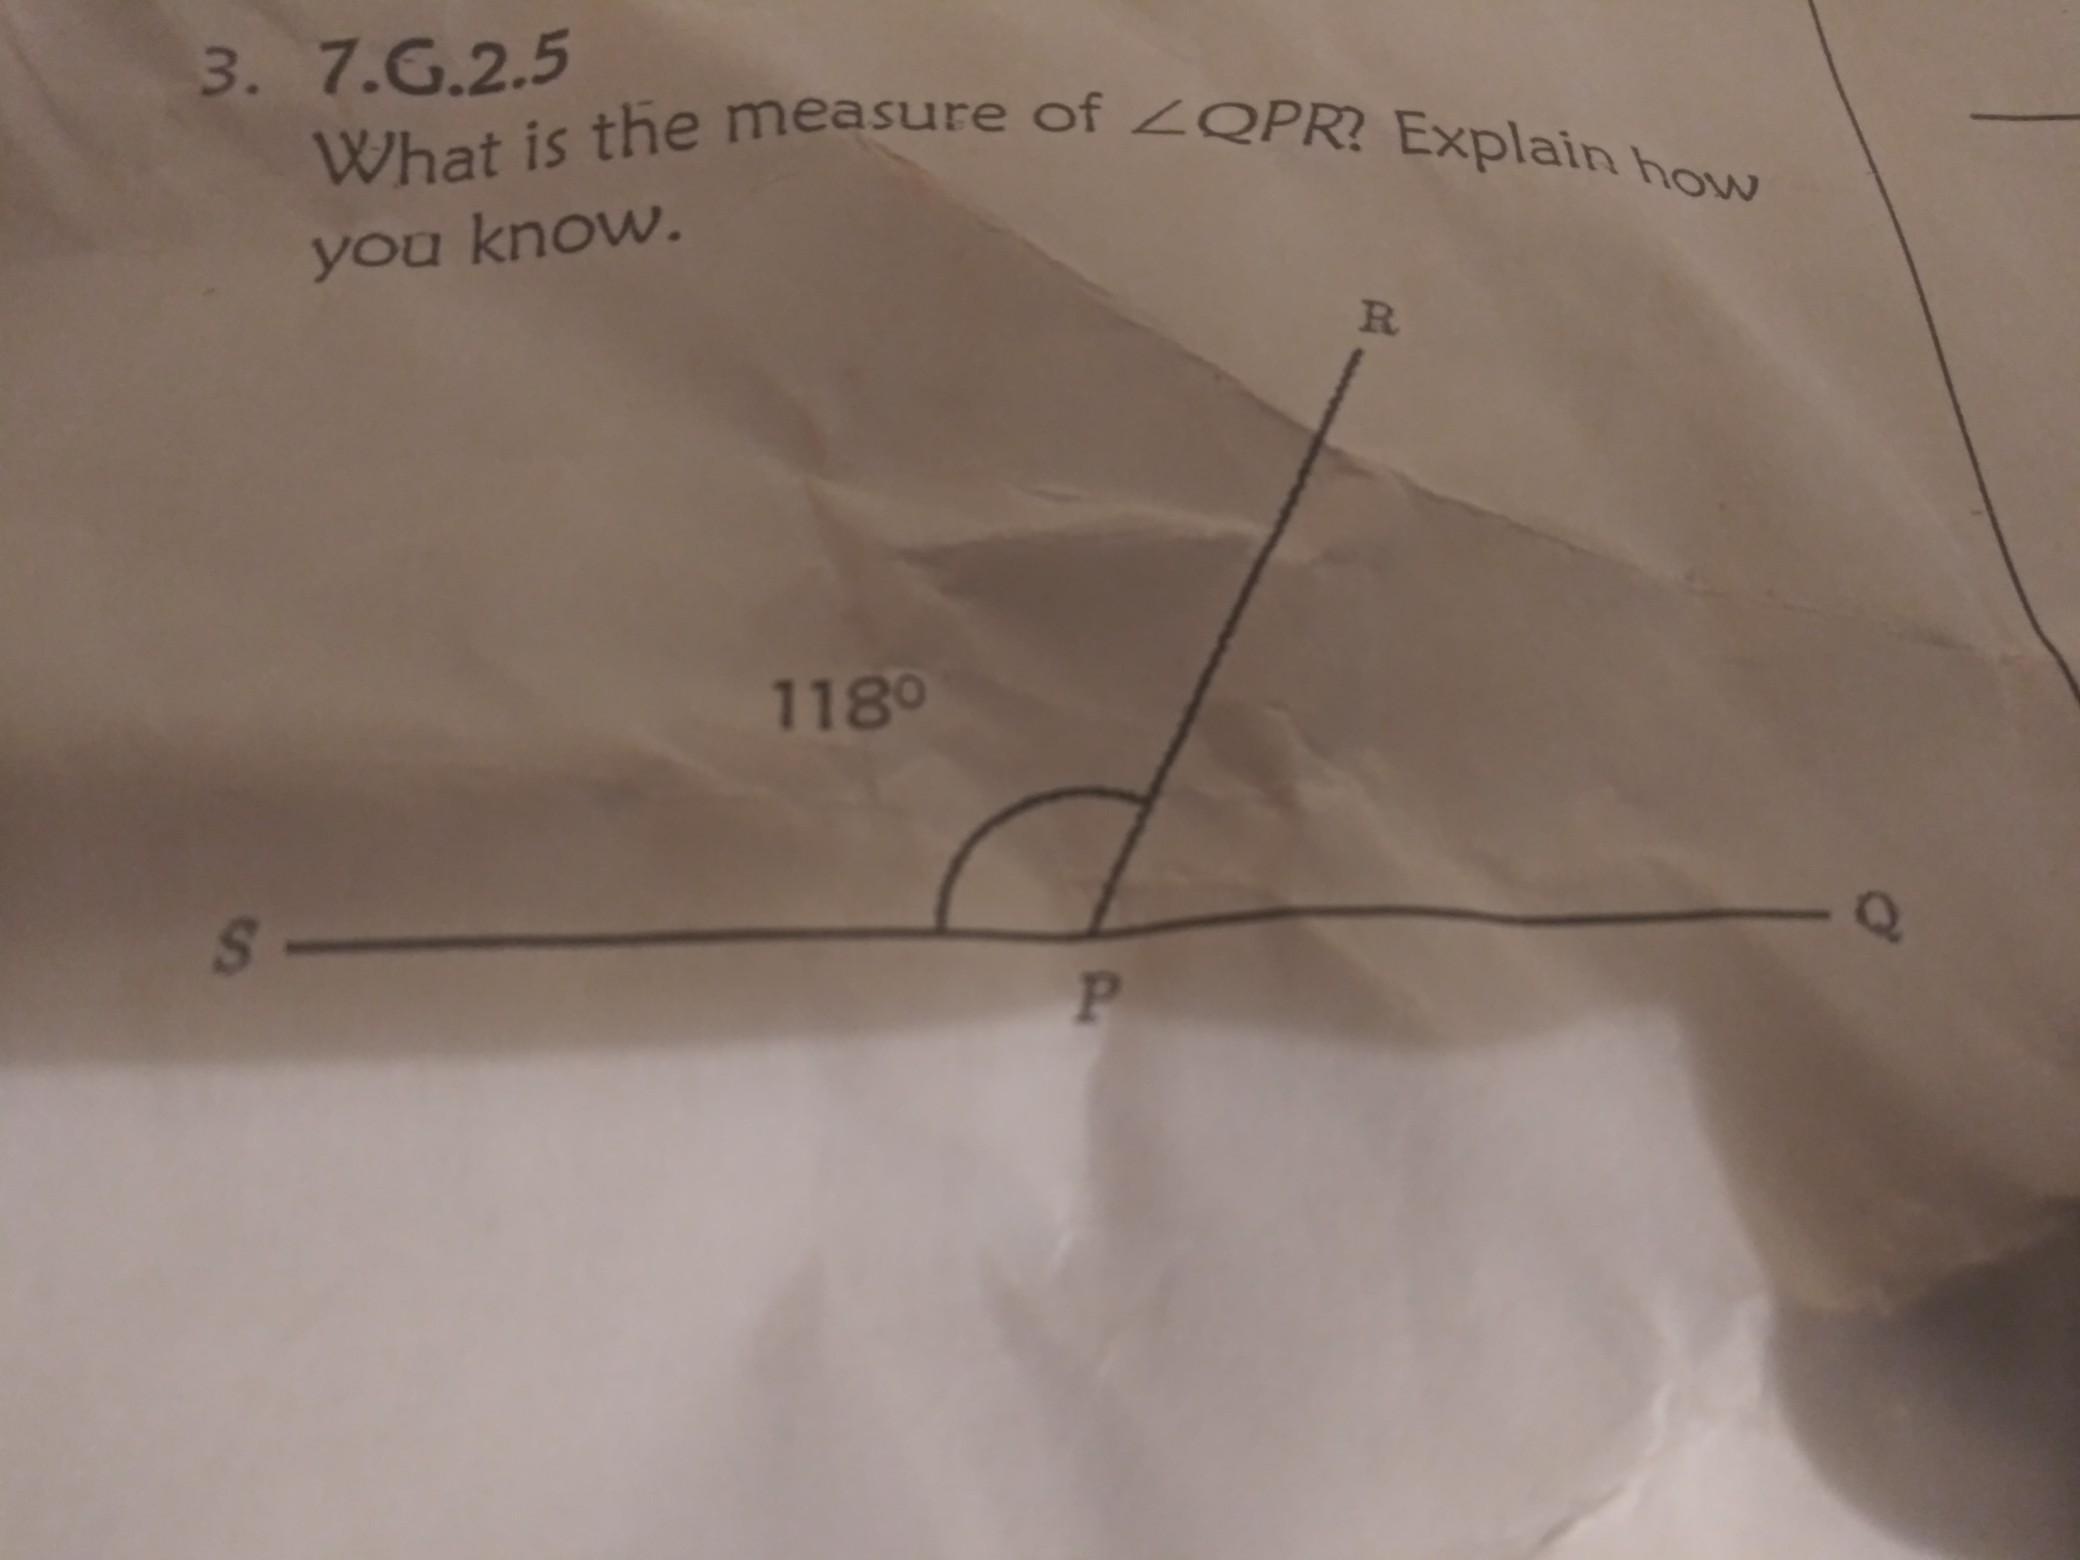 3. 7.G.2.5
What is the measure of ∠QPR? Explain how
you know.
R
118°
S
Q
P